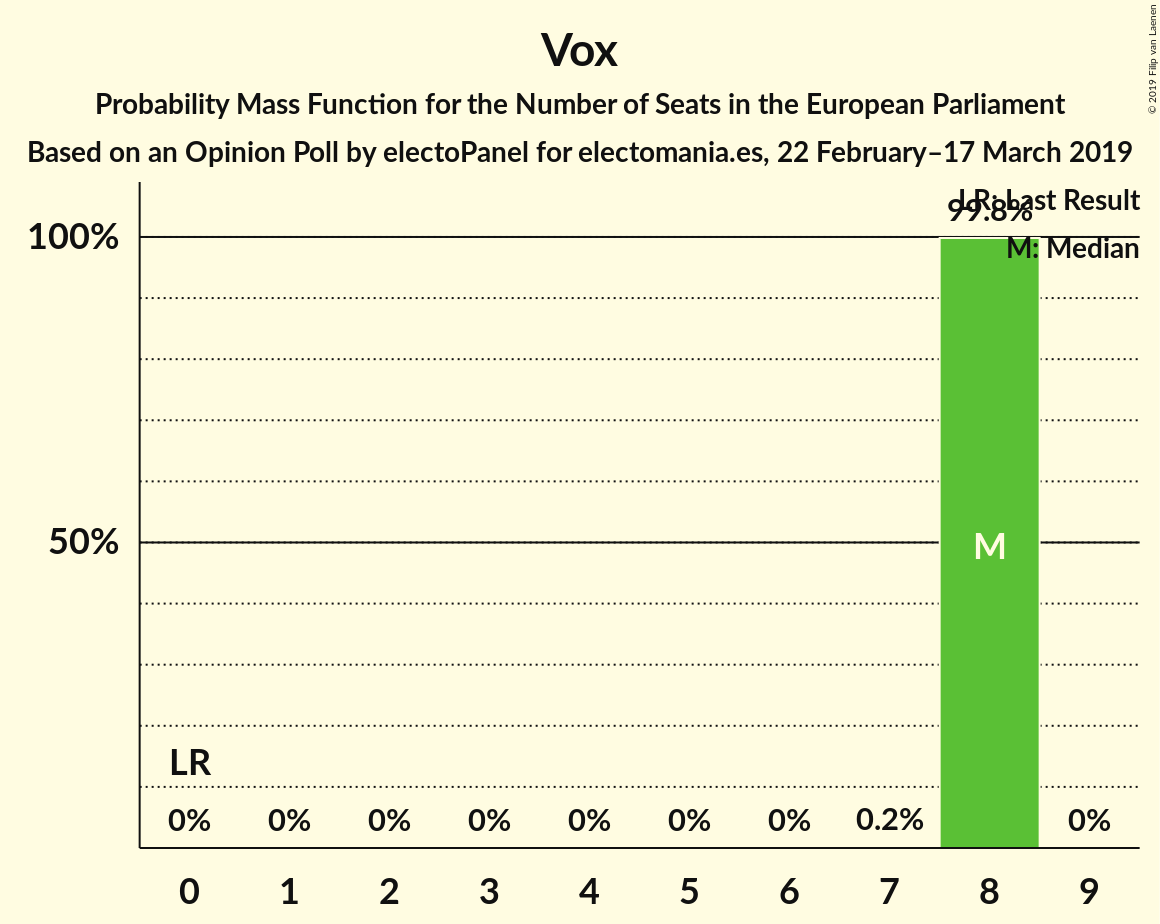 Vox
Probability Mass Function for the Number of Seats in the European Parliament
Based on an Opinion Poll by electoPanel for electomania.es, 22 February–17 March 2019
© 2019 Filip van Laenen
LR: Last Result
M: Median
99.8%
100%
50%
M
LR
0% 0% 0% 0% 0% 0% 0% 0.2% 0%
0 1 2 3 4 5 6 7 8 9